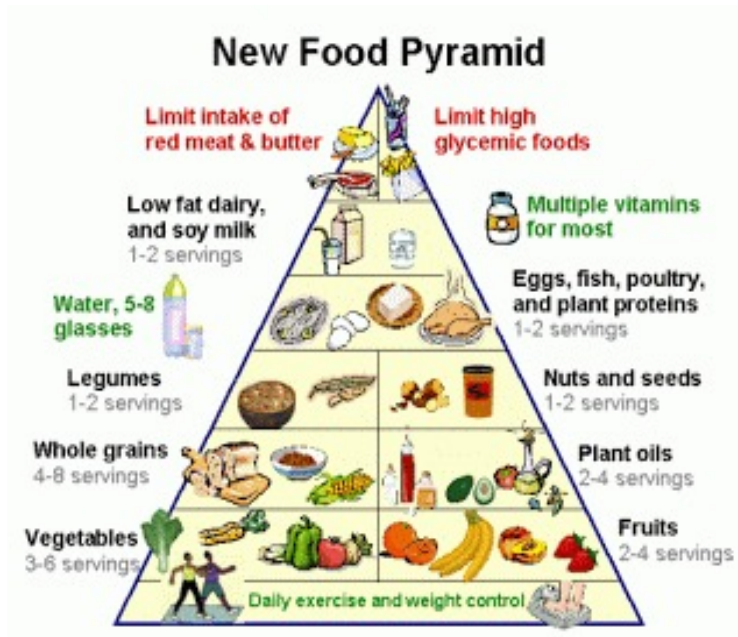 New Food Pyramid
Limit intake of
red meat & butter
Limit high
glycemic foods
Low fat dairy,
and soy milk
1-2 servings
Multiple vitamins
for most
Water, 5-8
glasses
Eggs, fish, poultry,
and plant proteins
1-2 servings
Legumes
1-2 servings
Nuts and seeds
1-2 servings
Whole grains
4-8 servings
Plant oils
2-4 servings
Vegetables
3-6 servings
Fruits
2-4 servings
Daily exercise and weight control